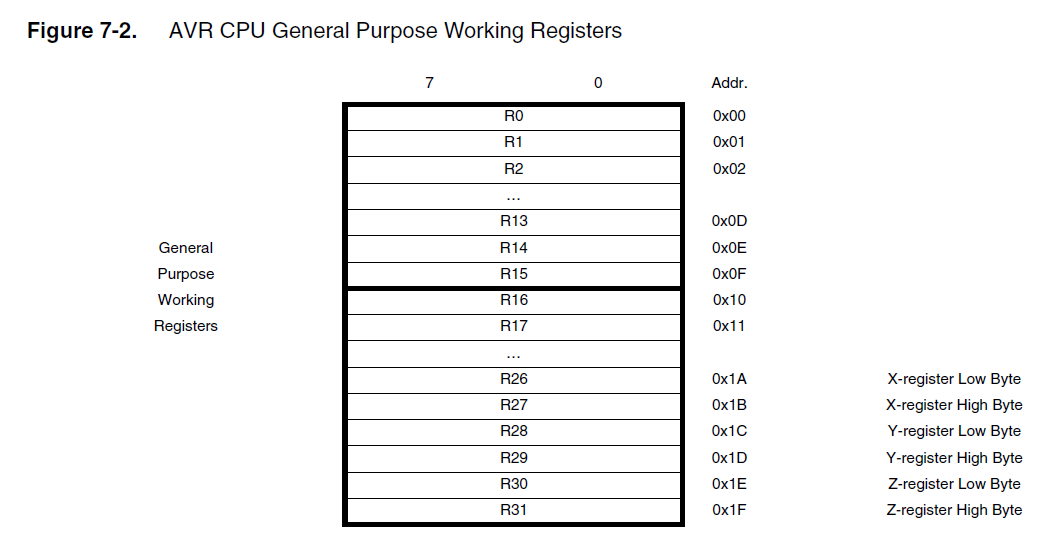 Figure 7-2. AVR CPU General Purpose Working Registers
7 0 Addr.
R0 0x00
R1 0x01
R2 0x02
...
R13 0x0D
General R14 0x0E
Purpose R15 0x0F
Working R16 0x10
Registers R17 0x11
...
R26 0x1A X-register Low Byte
R27 0x1B X-register High Byte
R28 0x1C Y-register Low Byte
R29 0x1D Y-register High Byte
R30 0x1E Z-register Low Byte
R31 0x1F Z-register High Byte